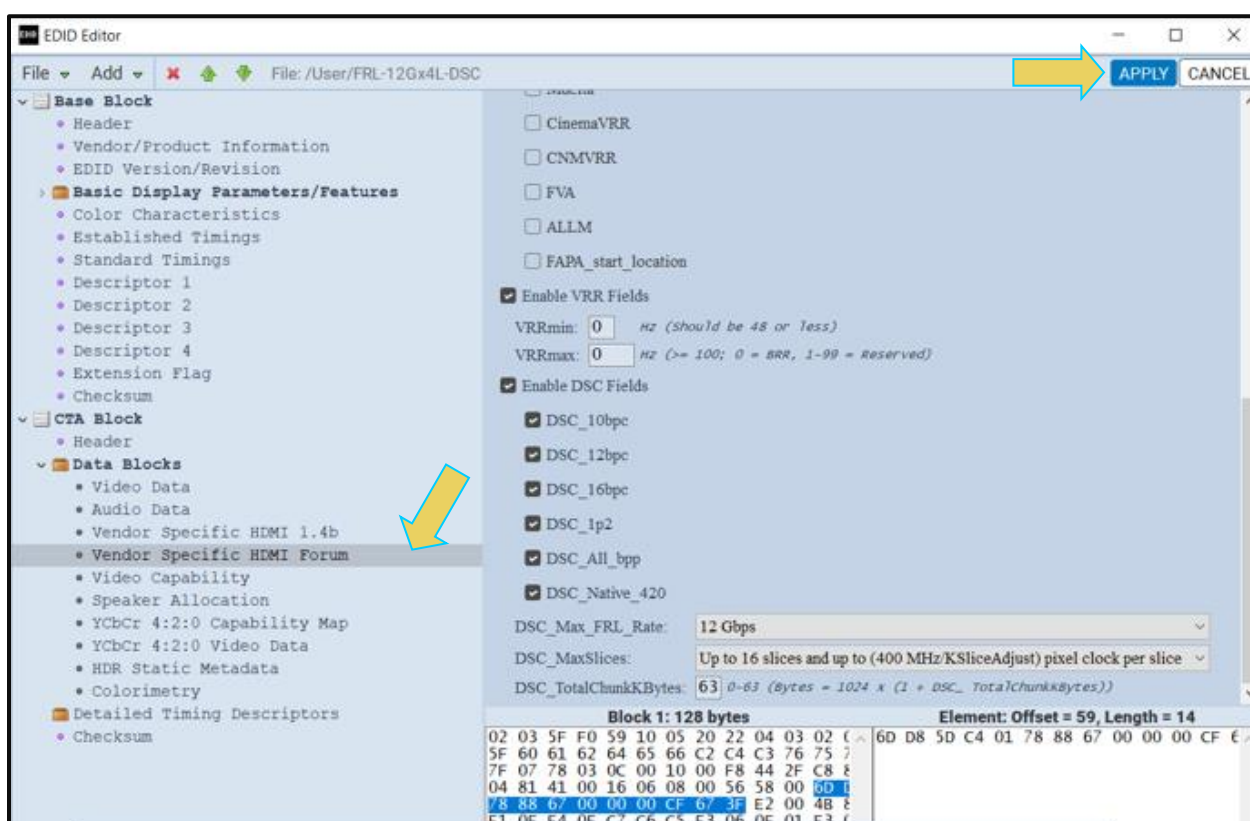 EDID Editor
File Add File: /User/FRL-12Gx4L-DSC APPLY CANCEL
Base Block
Header
Vendor/Product Information
EDID Version/Revision
Basic Display Parameters/Features
Color Characteristics
Established Timings
Standard Timings
Descriptor 1
Descriptor 2
Descriptor 3
Descriptor 4
Extension Flag
Checksum
CTA Block
Header
Data Blocks
Video Data
Audio Data
Vendor Specific HDMI 1.4b
Vendor Specific HDMI Forum
Video Capability
Speaker Allocation
YCbCr 4:2:0 Capability Map
YCbCr 4:2:0 Video Data
HDR Static Metadata
Colorimetry
Detailed Timing Descriptors
Checksum
CinemaVRR
CNMVRR
FVA
ALLM
FAPA_start_location
Enable VRR Fields
VRRmin: 0 Hz (Should be 48 or less)
VRRmax: 0 Hz (>= 100; 0 = BRR, 1-99 = Reserved)
Enable DSC Fields
DSC_10bpc
DSC_12bpc
DSC_16bpc
DSC_1p2
DSC_All_bpp
DSC_Native_420
DSC_Max_FRL_Rate: 12 Gbps
DSC_MaxSlices: Up to 16 slices and up to (400 MHz/KSliceAdjust) pixel clock per slice
DSC_TotalChunkKBytes: 63 0-63 (Bytes = 1024 x (1 + DSC_ TotalChunkKBytes))
Block 1: 128 bytes
02 03 5F F0 59 10 05 20 22 04 03 02
5F 60 61 62 64 65 66 C2 C4 C3 76 75
7F 07 78 03 0C 00 10 00 F8 44 2F C8
04 81 41 00 16 06 08 00 56 58 00 6D
78 88 67 00 00 00 CF 67 3F E2 00 4B
Element: Offset = 59, Length = 14
6D D8 5D C4 01 78 88 67 00 00 00 CF